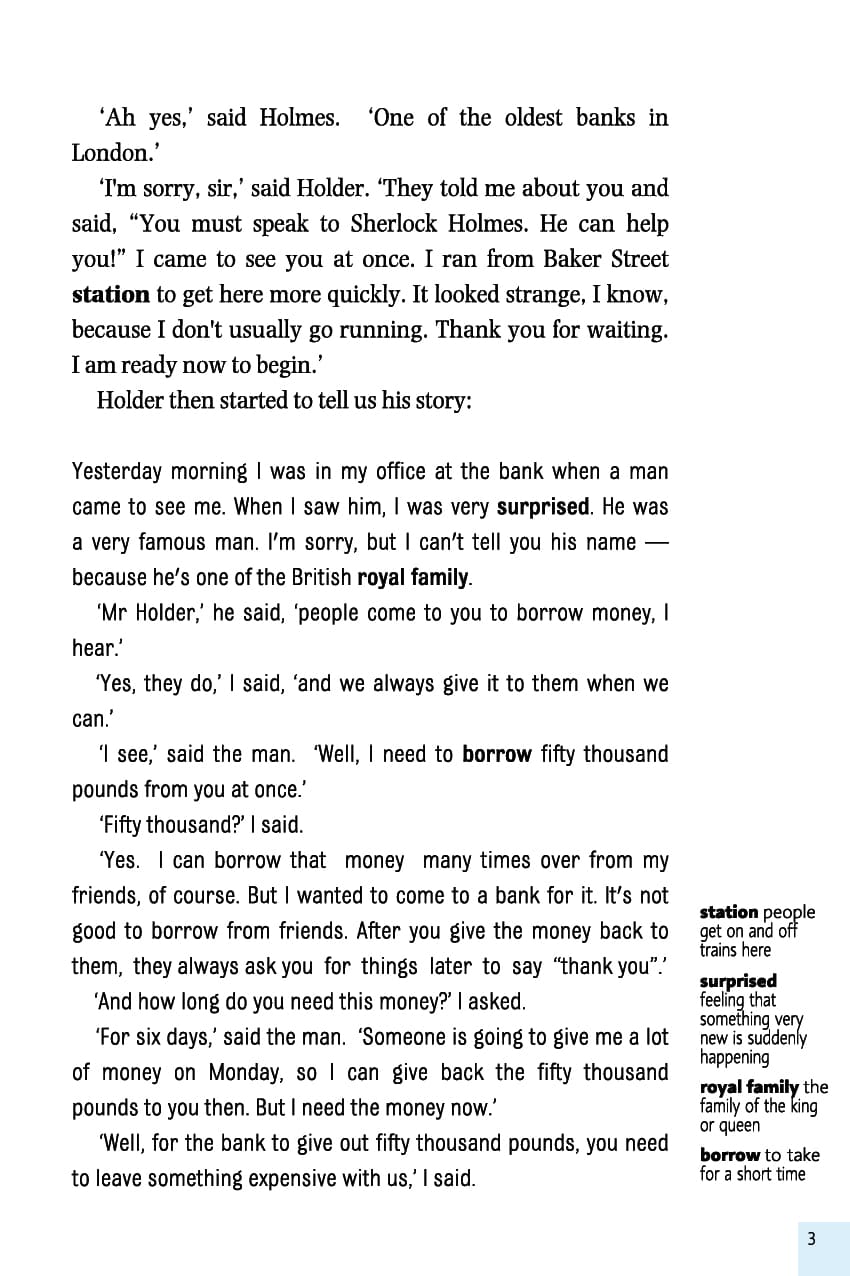 ‘Ah yes,’ said Holmes. ‘One of the oldest banks in
London.’
‘I'm sorry, sir,’ said Holder. ‘They told me about you and
said, “You must speak to Sherlock Holmes. He can help
you!” I came to see you at once. I ran from Baker Street
station to get here more quickly. It looked strange, I know,
because I don't usually go running. Thank you for waiting.
I am ready now to begin.’
Holder then started to tell us his story:
Yesterday morning I was in my office at the bank when a man
came to see me. When I saw him, I was very surprised. He was
a very famous man. I’m sorry, but I can’t tell you his name —
because he’s one of the British royal family.
‘Mr Holder,’ he said, ‘people come to you to borrow money, I
hear.’
‘Yes, they do,’ I said, ‘and we always give it to them when we
can.’
‘I see,’ said the man. ‘Well, I need to borrow fifty thousand
pounds from you at once.’
‘Fifty thousand?’ I said.
‘Yes. I can borrow that money many times over from my
friends, of course. But I wanted to come to a bank for it. It’s not
good to borrow from friends. After you give the money back to
them, they always ask you for things later to say “thank you”.’
‘And how long do you need this money?’ I asked.
‘For six days,’ said the man. ‘Someone is going to give me a lot
of money on Monday, so I can give back the fifty thousand
pounds to you then. But I need the money now.’
‘Well, for the bank to give out fifty thousand pounds, you need
to leave something expensive with us,’ I said.
station people
get on and off
trains here
surprised
feeling that
something very
new is suddenly
happening
royal family the
family of the king
or queen
borrow to take
for a short time
3